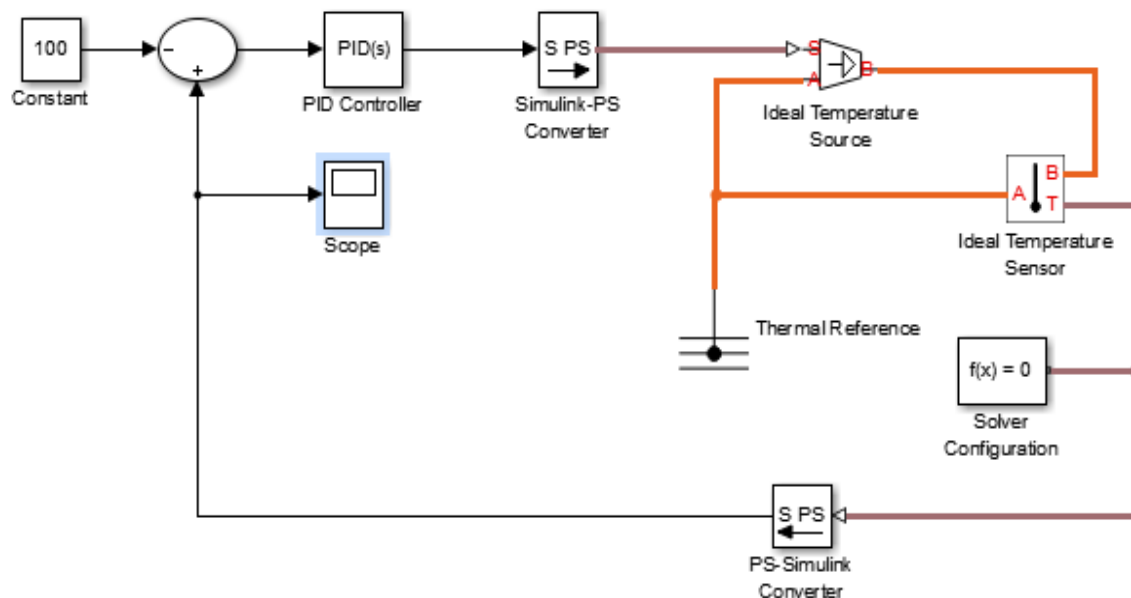 100
Constant
−
+
PID(s)
PID Controller
S PS
Simulink-PS
Converter
S
A
B
Ideal Temperature
Source
Scope
A
B
T
Ideal Temperature
Sensor
Thermal Reference
f(x) = 0
Solver
Configuration
S PS
PS-Simulink
Converter